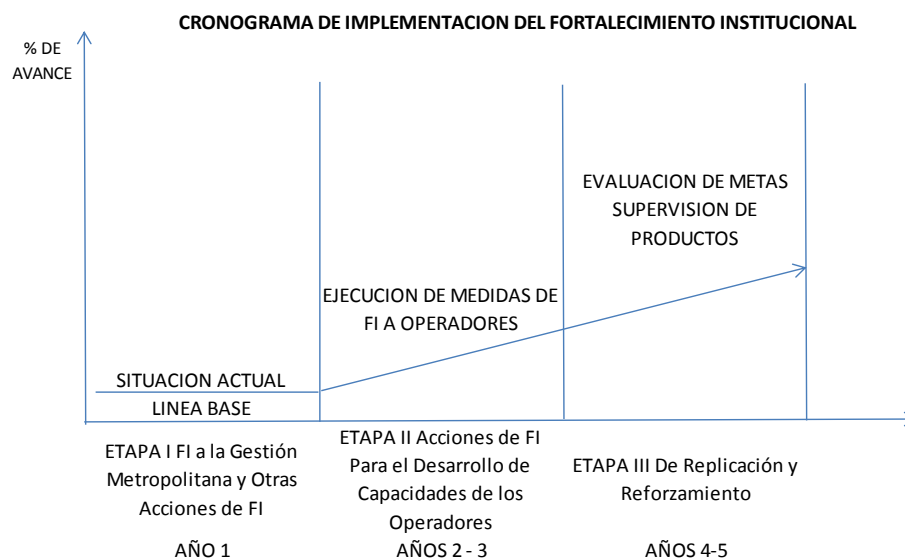 CRONOGRAMA DE IMPLEMENTACION DEL FORTALECIMIENTO INSTITUCIONAL
% DE
AVANCE
EVALUACION DE METAS
SUPERVISION DE
PRODUCTOS
EJECUCION DE MEDIDAS DE
FI A OPERADORES
SITUACION ACTUAL
LINEA BASE
ETAPA I FI a la Gestión
Metropolitana y Otras
Acciones de FI
AÑO 1
ETAPA II Acciones de FI
Para el Desarrollo de
Capacidades de los
Operadores
AÑOS 2 - 3
ETAPA III De Replicación y
Reforzamiento
AÑOS 4-5